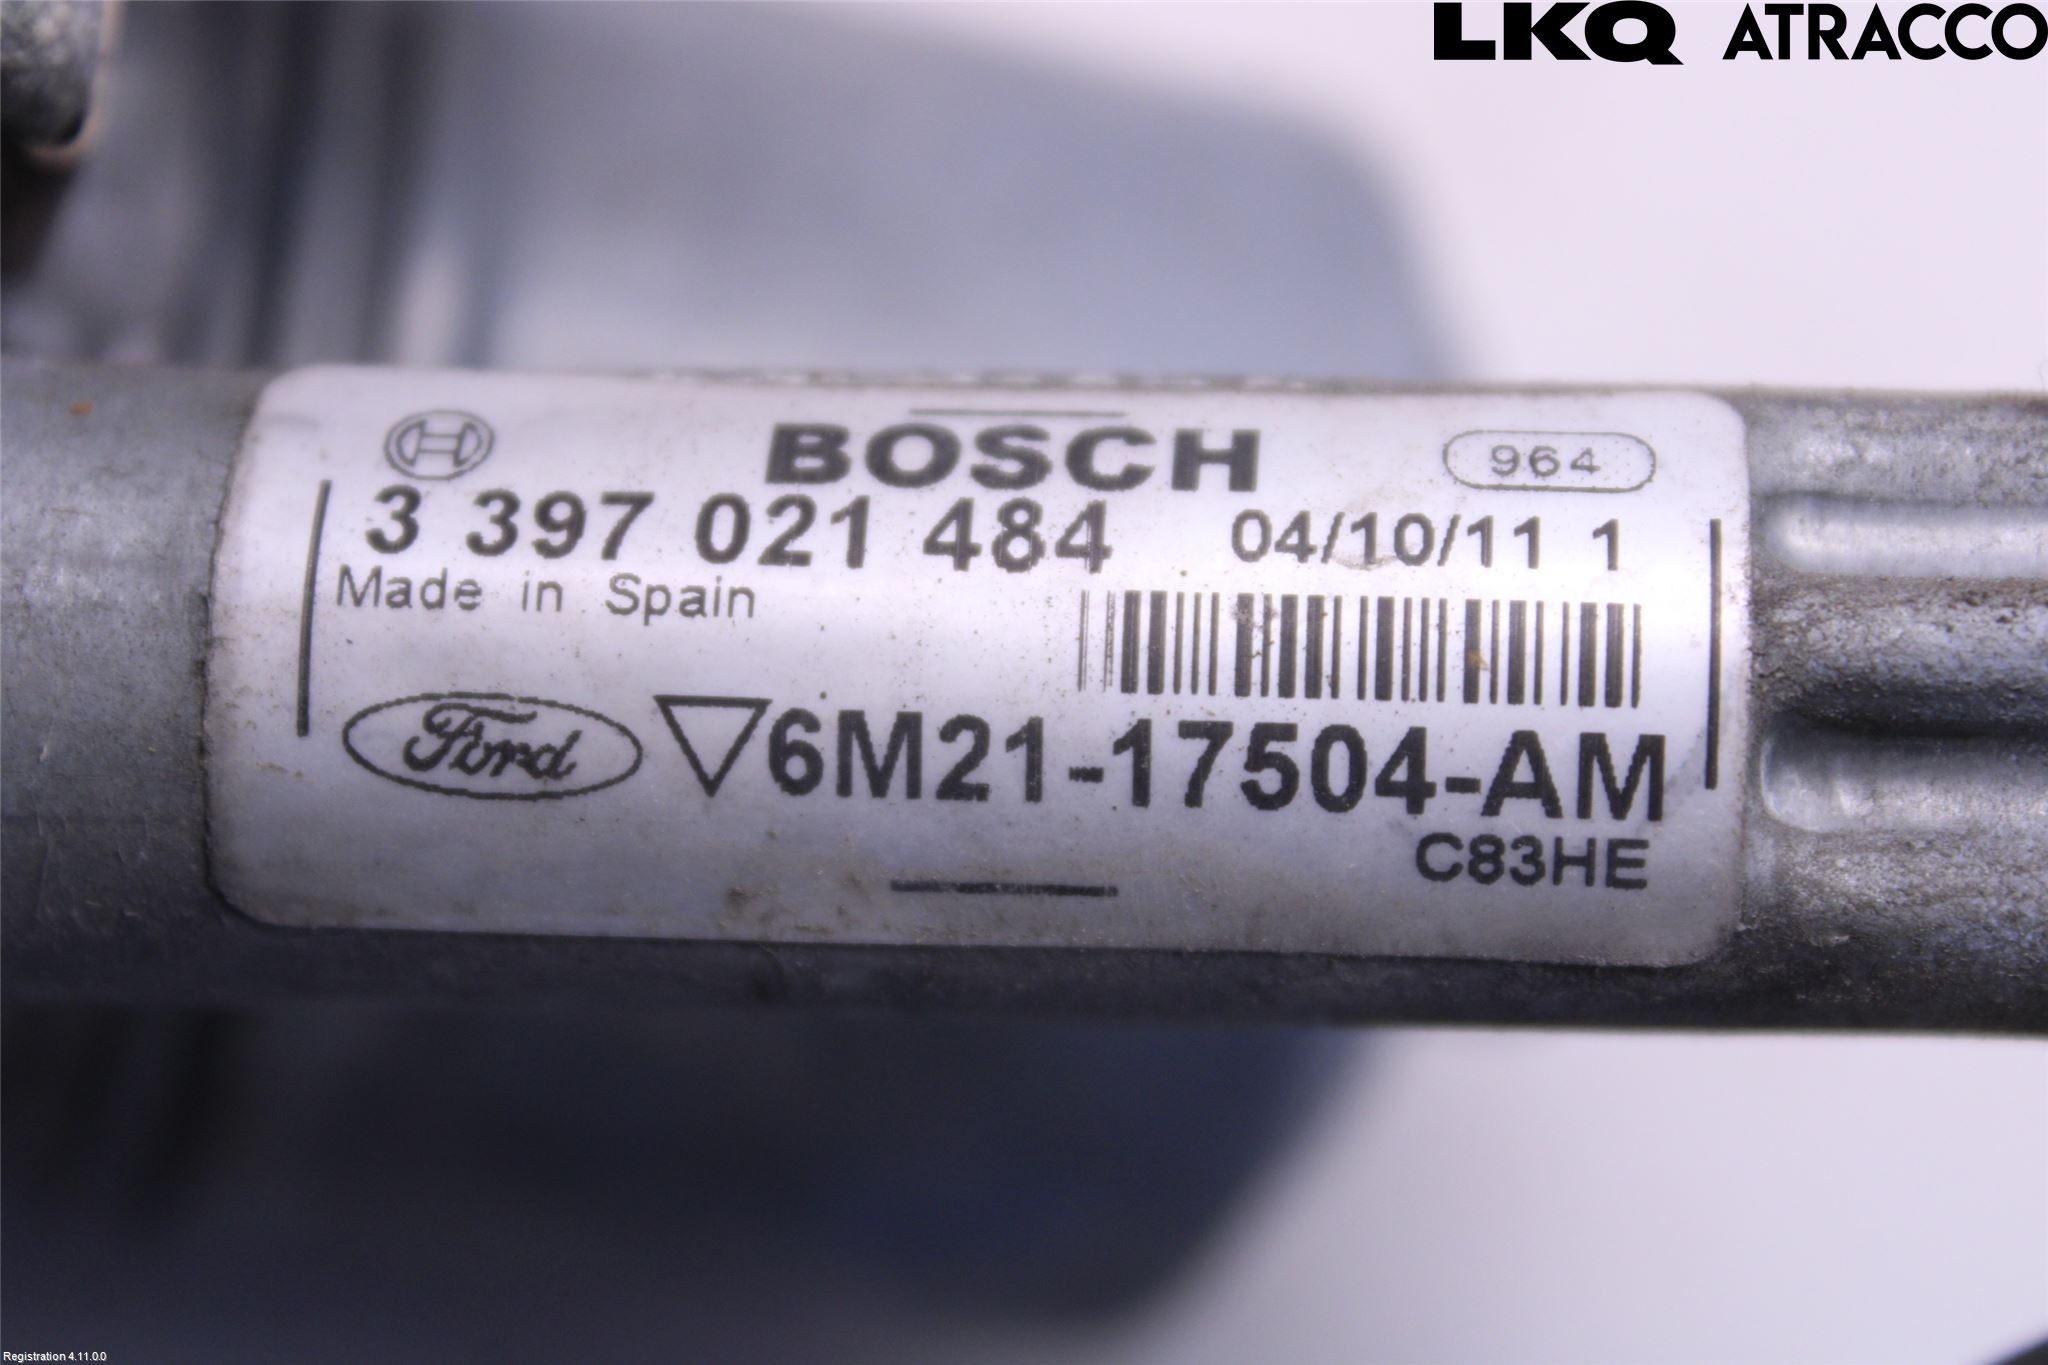 LKQ ATRACCO
BOSCH 964
3 397 021 484 04/10/11 1
Made in Spain
Ford 6M21-17504-AM
C83HE
Registration 4.11.0.0